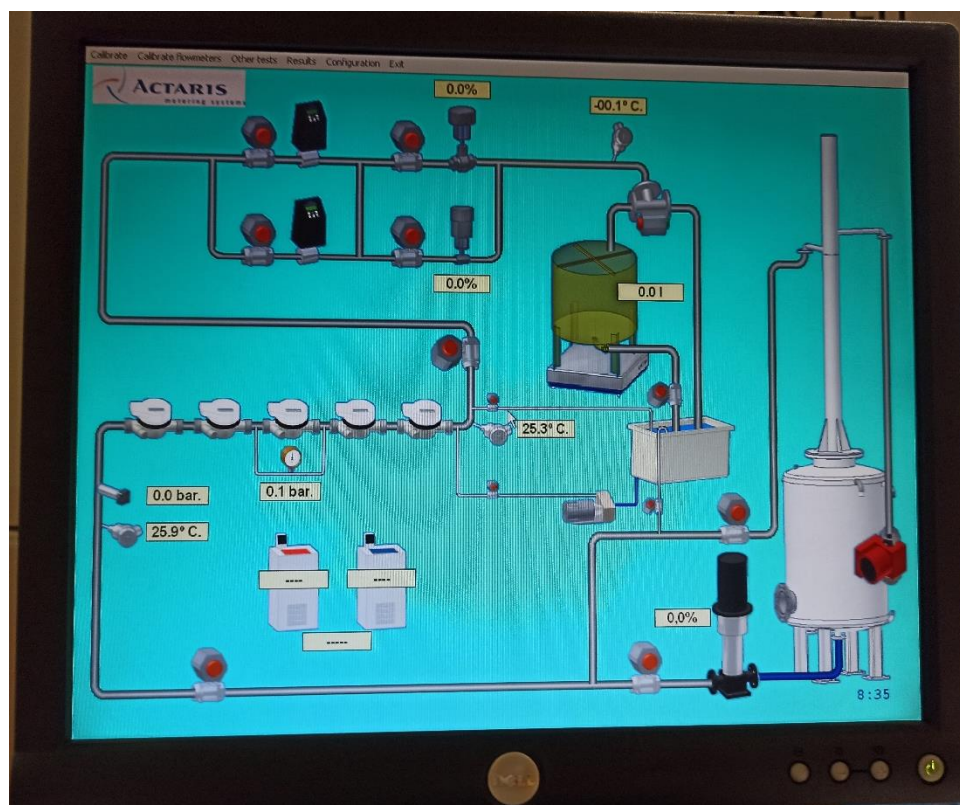 Calibrate Calibrate flowmeters Other tests Results Configuration Exit
ACTARIS
metering systems
0.0%
-00.1° C.
0.0%
0.0 l
25.3° C.
0.0 bar.
0.1 bar.
25.9° C.
----
----
-----
0,0%
8:35
DELL